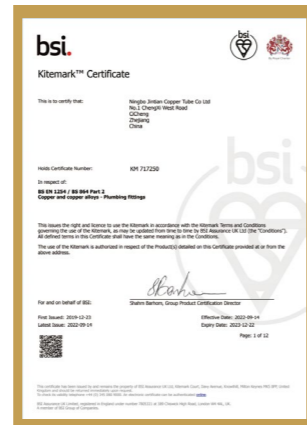 bsi.
Kitemark™ Certificate
This is to certify that:
Ningbo Jintian Copper Tube Co Ltd
No.1 ChengXi West Road
CiCheng
Zhejiang
China
Holds Certificate Number:
KM 717250
In respect of:
BS EN 1254 / BS 864 Part 2
Copper and copper alloys - Plumbing fittings
This issues the right and licence to use the Kitemark in accordance with the Kitemark Terms and Conditions
governing the use of the Kitemark, as may be updated from time to time by BSI Assurance UK Ltd (the "Conditions").
All defined terms in this Certificate shall have the same meaning as in the Conditions.
The use of the Kitemark is authorized in respect of the Product(s) detailed on this Certificate provided at or from the
above address.
For and on behalf of BSI:
Shahm Barhom, Group Product Certification Director
First Issued: 2019-12-23
Effective Date: 2022-09-14
Latest Issue: 2022-09-14
Expiry Date: 2023-12-22
Page: 1 of 12
bsi